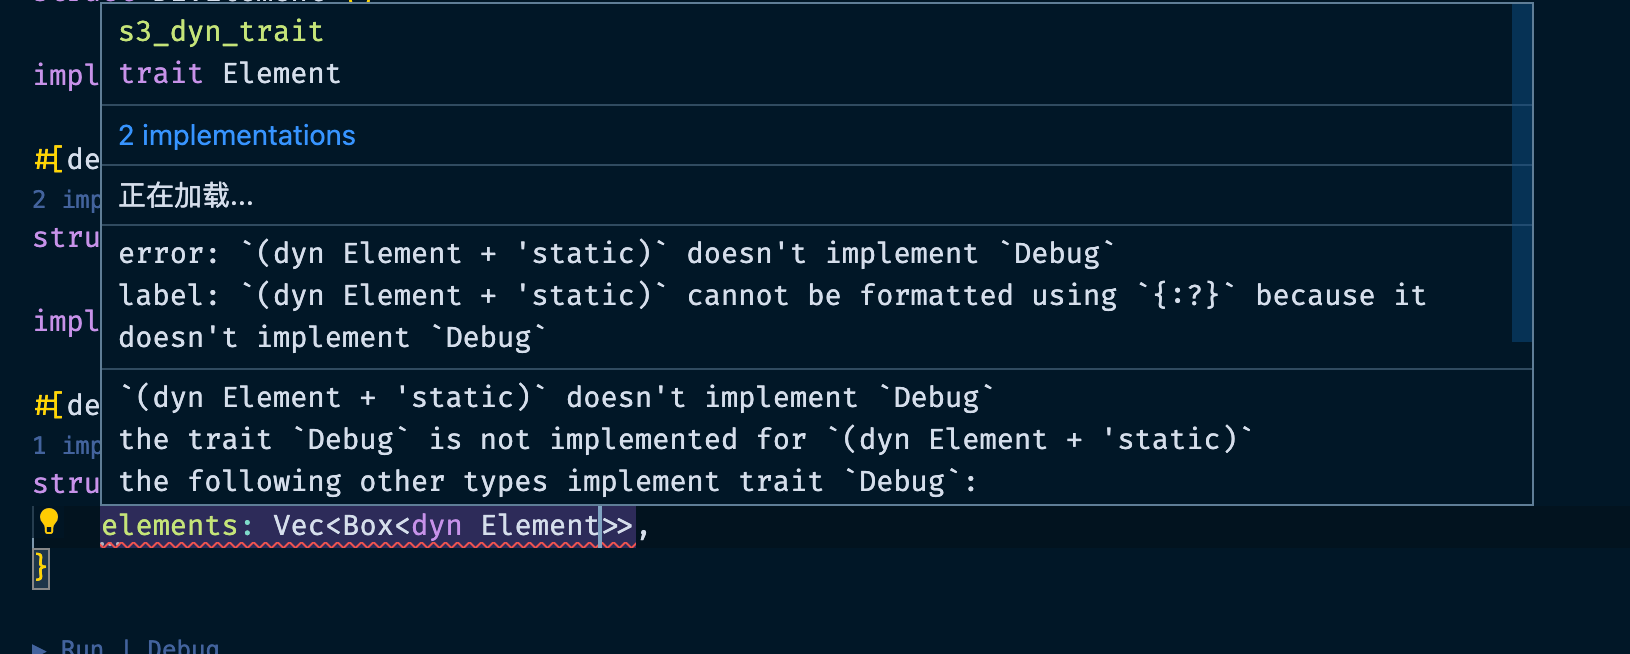 s3_dyn_trait
impl
trait Element
2 implementations
#[de
2 imp
正在加载...
stru
error: `(dyn Element + 'static)` doesn't implement `Debug`
label: `(dyn Element + 'static)` cannot be formatted using `{:?}` because it
doesn't implement `Debug`
impl
`(dyn Element + 'static)` doesn't implement `Debug`
#[de
the trait `Debug` is not implemented for `(dyn Element + 'static)`
1 imp
the following other types implement trait `Debug`:
stru
elements: Vec<Box<dyn Element>>,
}
▶ Run | Debug